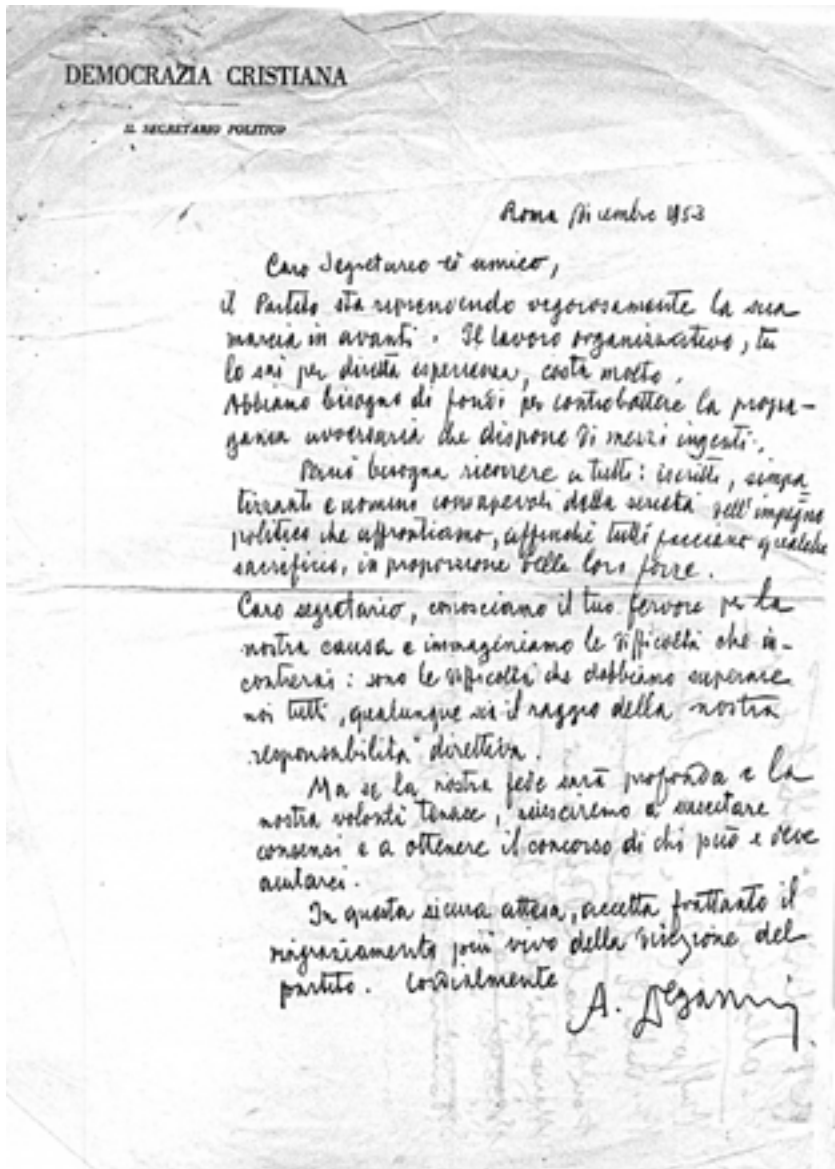 DEMOCRAZIA CRISTIANA
IL SEGRETARIO POLITICO
Roma Dicembre 1953
Caro Segretario ed amico,
il Partito sta riprendendo vigorosamente la sua
marcia in avanti. Il lavoro organizzativo, tu
lo sai per diretta esperienza, costa molto.
Abbiamo bisogno di fondi per controbattere la propa-
ganda avversaria che dispone di mezzi ingenti.
Perciò bisogna ricorrere a tutti: iscritti, simpa
tizzanti e uomini consapevoli della serietà dell'impegno
politico che affrontiamo, affinché tutti facciano qualche
sacrificio, in proporzione delle loro forze.
Caro segretario, conosciamo il tuo fervore per la
nostra causa e immaginiamo le difficoltà che in-
contrerai: sono le difficoltà che dobbiamo superare
noi tutti, qualunque sia il raggio della nostra
responsabilità direttiva.
Ma se la nostra fede sarà profonda e la
nostra volontà tenace, riusciremo a suscitare
consensi e a ottenere il concorso di chi può e deve
aiutarci.
In questa sicura attesa, accetta frattanto il
ringraziamento più vivo della direzione del
partito. Cordialmente
A. Degasperi